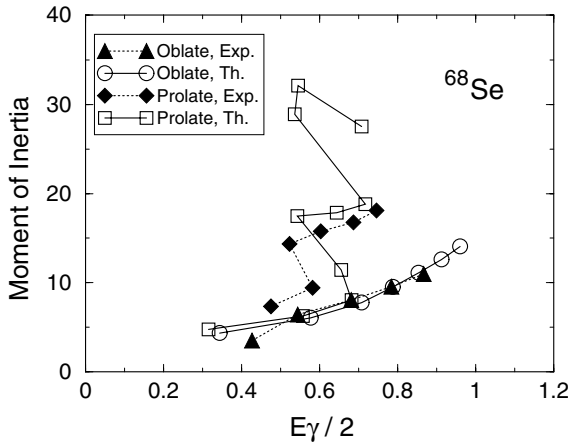 40
30
20
10
0
Moment of Inertia
Oblate, Exp.
Oblate, Th.
Prolate, Exp.
Prolate, Th.
⁶⁸Se
0 0.2 0.4 0.6 0.8 1 1.2
Eγ / 2